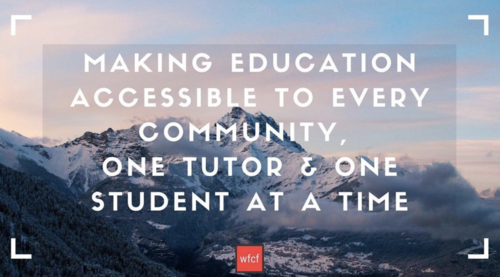 MAKING EDUCATION
ACCESSIBLE TO EVERY
COMMUNITY,
ONE TUTOR & ONE
STUDENT AT A TIME
wfcf